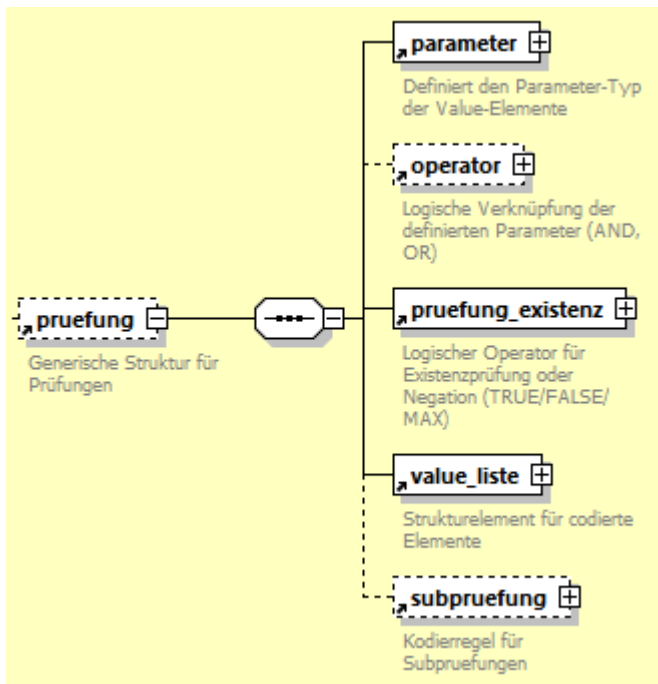 parameter
Definiert den Parameter-Typ
der Value-Elemente
operator
Logische Verknüpfung der
definierten Parameter (AND,
OR)
pruefung
Generische Struktur für
Prüfungen
pruefung_existenz
Logischer Operator für
Existenzprüfung oder
Negation (TRUE/FALSE/
MAX)
value_liste
Strukturelement für codierte
Elemente
subpruefung
Kodierregel für
Subpruefungen